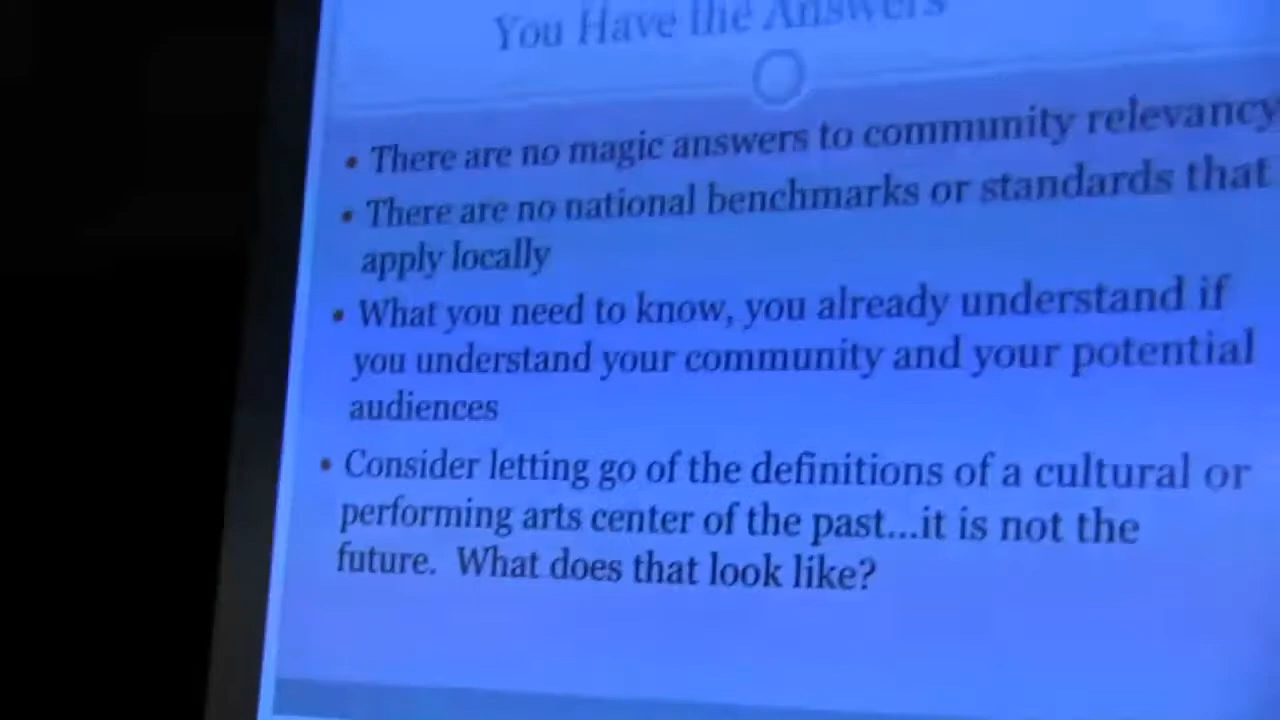 You Have the Answers
• There are no magic answers to community relevancy
• There are no national benchmarks or standards that
apply locally
• What you need to know, you already understand if
you understand your community and your potential
audiences
• Consider letting go of the definitions of a cultural or
performing arts center of the past...it is not the
future. What does that look like?